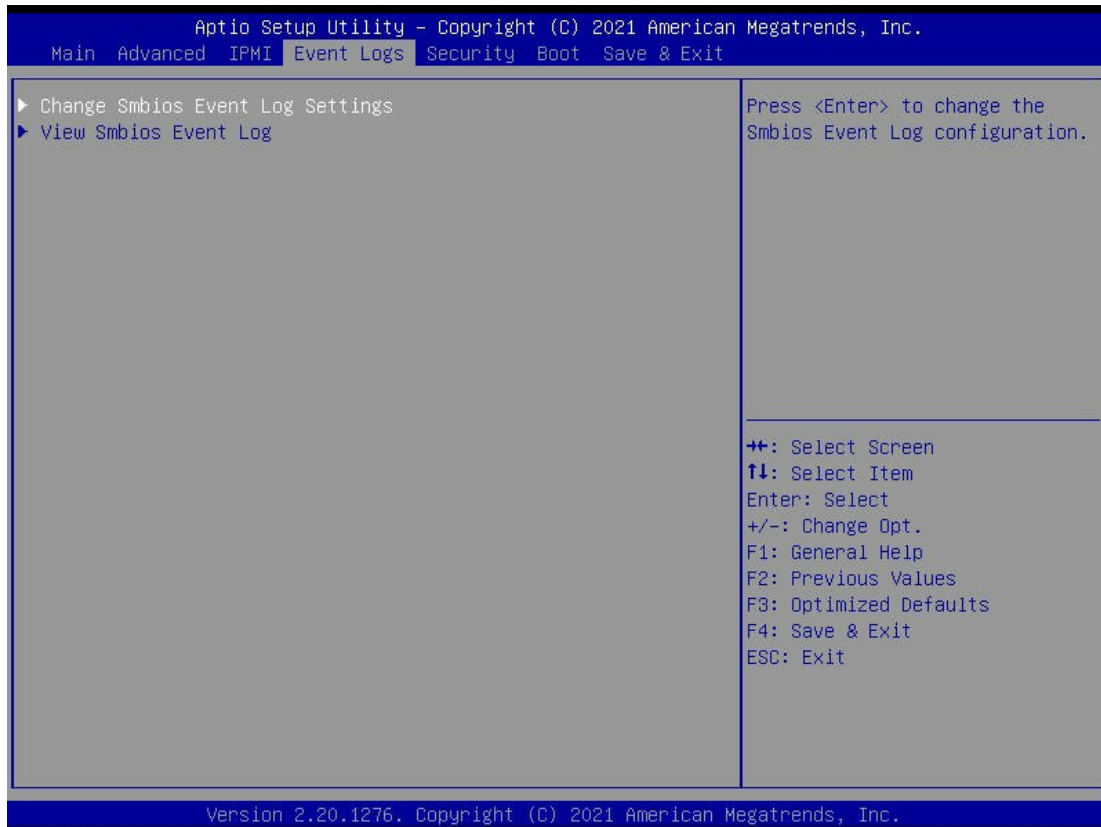 Aptio Setup Utility – Copyright (C) 2021 American Megatrends, Inc.
Main Advanced IPMI Event Logs Security Boot Save & Exit
▶ Change Smbios Event Log Settings
▶ View Smbios Event Log
Press <Enter> to change the
Smbios Event Log configuration.
→←: Select Screen
↑↓: Select Item
Enter: Select
+/-: Change Opt.
F1: General Help
F2: Previous Values
F3: Optimized Defaults
F4: Save & Exit
ESC: Exit
Version 2.20.1276. Copyright (C) 2021 American Megatrends, Inc.